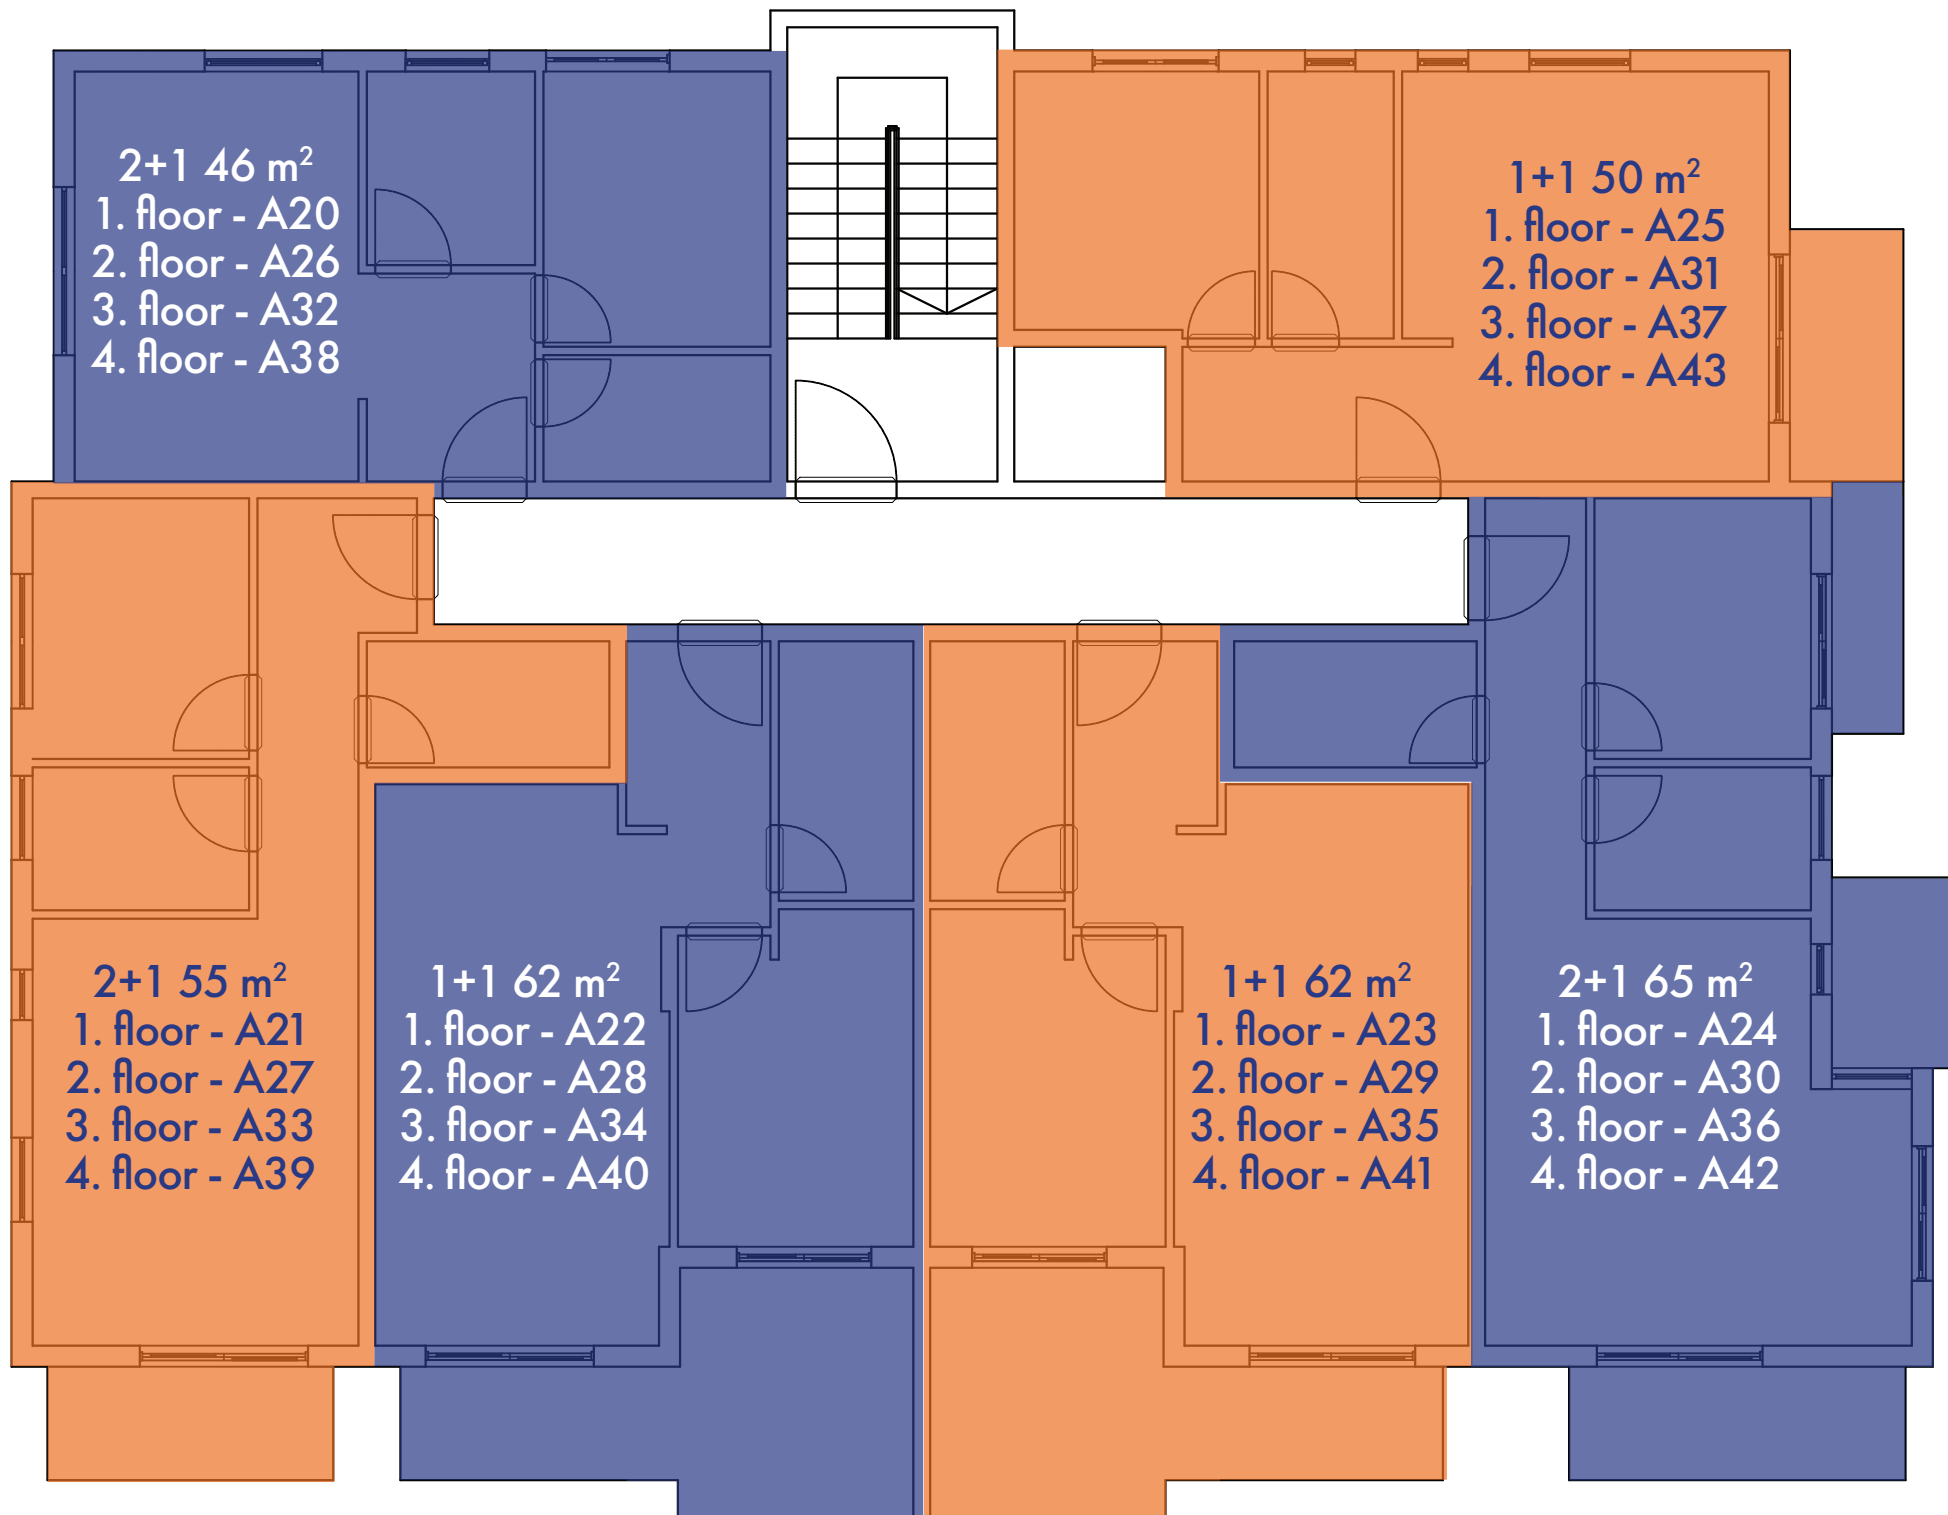 2+1 46 m²
1. floor - A20
2. floor - A26
3. floor - A32
4. floor - A38
1+1 50 m²
1. floor - A25
2. floor - A31
3. floor - A37
4. floor - A43
2+1 55 m²
1. floor - A21
2. floor - A27
3. floor - A33
4. floor - A39
1+1 62 m²
1. floor - A22
2. floor - A28
3. floor - A34
4. floor - A40
1+1 62 m²
1. floor - A23
2. floor - A29
3. floor - A35
4. floor - A41
2+1 65 m²
1. floor - A24
2. floor - A30
3. floor - A36
4. floor - A42